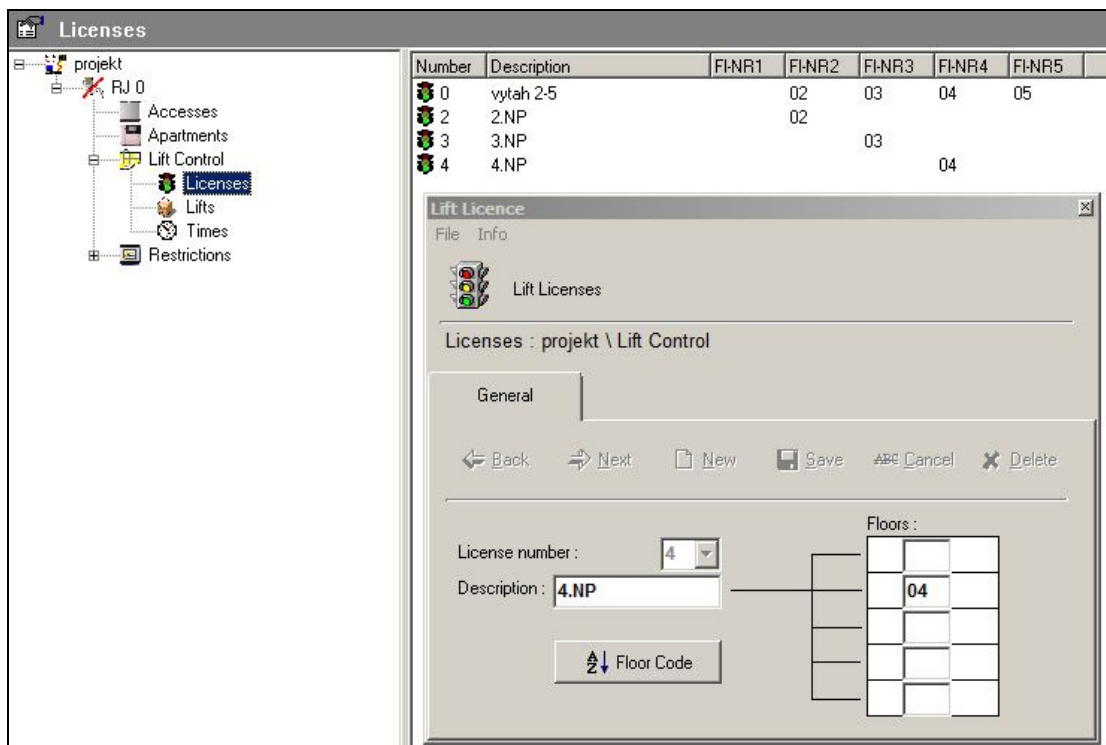 Licenses
projekt
RJ 0
Accesses
Apartments
Lift Control
Licenses
Lifts
Times
Restrictions
Number Description FI-NR1 FI-NR2 FI-NR3 FI-NR4 FI-NR5
0 vytah 2-5 02 03 04 05
2 2.NP 02
3 3.NP 03
4 4.NP 04
Lift Licence
File Info
Lift Licenses
Licenses : projekt \ Lift Control
General
Back Next New Save ABC Cancel Delete
Floors :
License number : 4
Description : 4.NP 04
AZ Floor Code